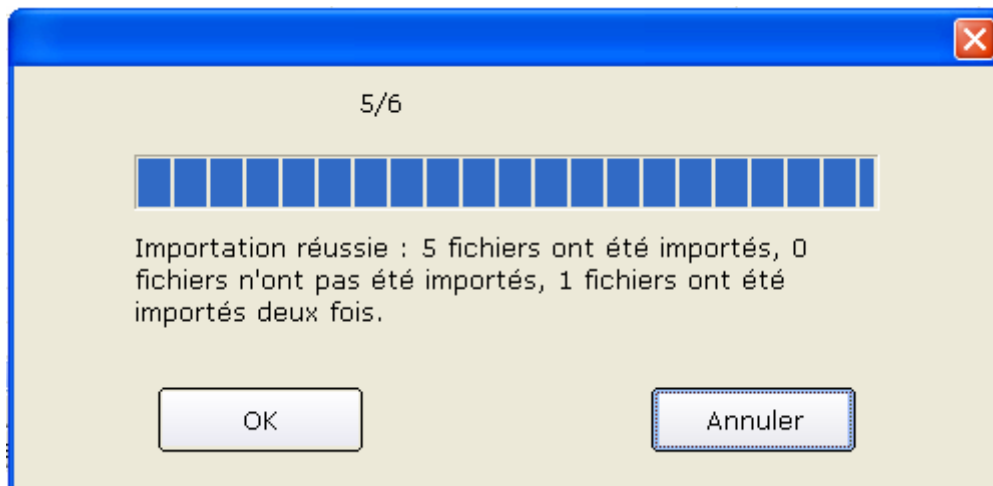 5/6
Importation réussie : 5 fichiers ont été importés, 0
fichiers n'ont pas été importés, 1 fichiers ont été
importés deux fois.
OK
Annuler